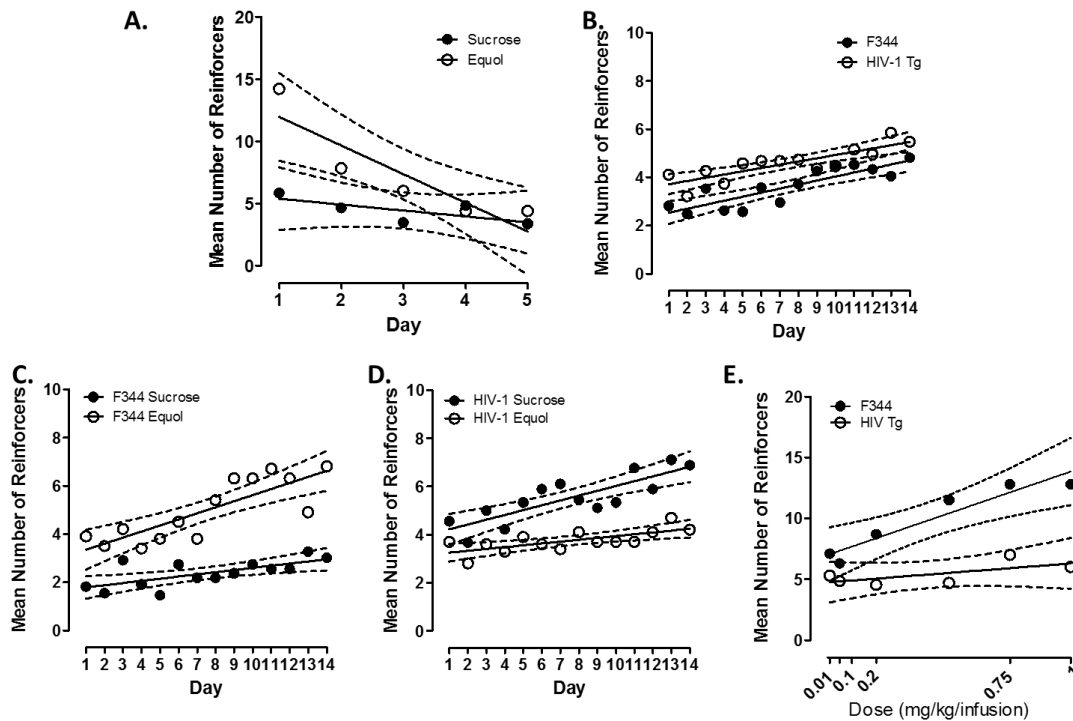 A.
Mean Number of Reinforcers
20
15
10
5
0
Sucrose
Equol
1 2 3 4 5
Day
B.
Mean Number of Reinforcers
10
8
6
4
2
0
F344
HIV-1 Tg
1 2 3 4 5 6 7 8 9 10 11 12 13 14
Day
C.
Mean Number of Reinforcers
10
8
6
4
2
0
F344 Sucrose
F344 Equol
1 2 3 4 5 6 7 8 9 10 11 12 13 14
Day
D.
Mean Number of Reinforcers
10
8
6
4
2
0
HIV-1 Sucrose
HIV-1 Equol
1 2 3 4 5 6 7 8 9 10 11 12 13 14
Day
E.
Mean Number of Reinforcers
20
15
10
5
0
F344
HIV Tg
0.01 0.1 0.2 0.75 1
Dose (mg/kg/infusion)